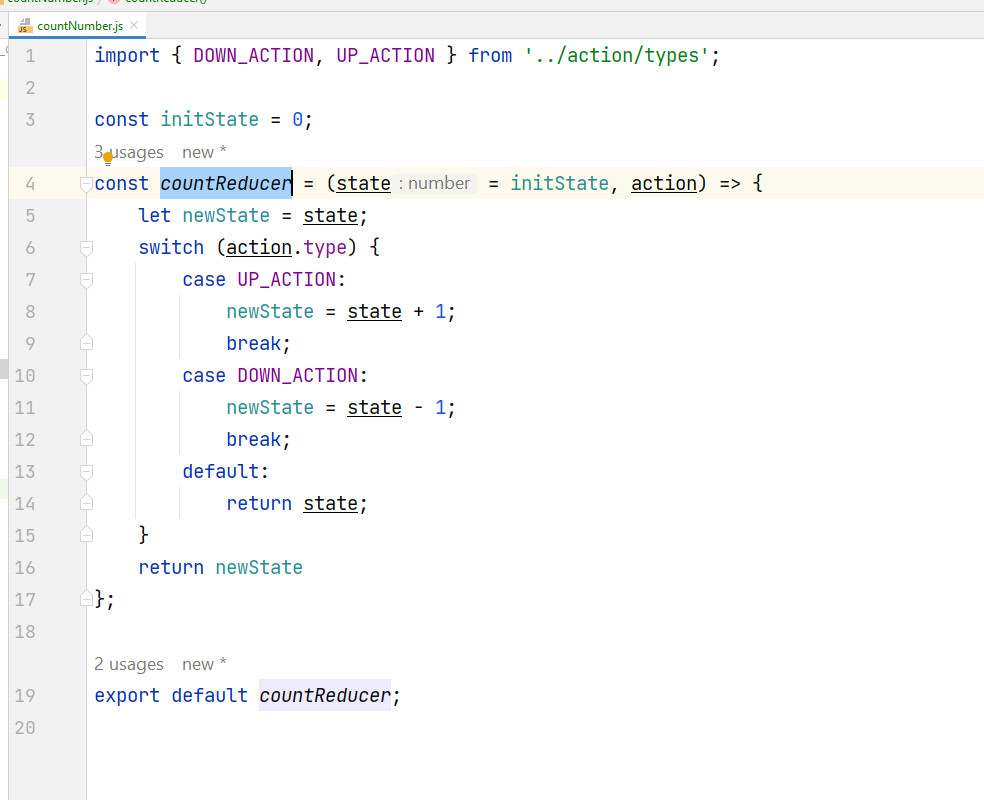 countReducer()
JS countNumber.js ×
1 import { DOWN_ACTION, UP_ACTION } from '../action/types';
2
3 const initState = 0;
3 usages new *
4 const countReducer = (state : number = initState, action) => {
5 let newState = state;
6 switch (action.type) {
7 case UP_ACTION:
8 newState = state + 1;
9 break;
10 case DOWN_ACTION:
11 newState = state - 1;
12 break;
13 default:
14 return state;
15 }
16 return newState
17 };
18
2 usages new *
19 export default countReducer;
20